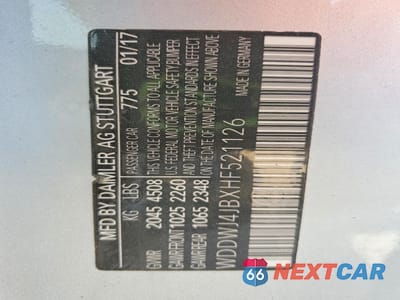 MFD BY DAIMLER AG STUTTGART
KG LBS PASSENGER CAR 775 01/17
GVWR 2045 4508 THIS VEHICLE CONFORMS TO ALL APPLICABLE
GAWR/FRONT 1025 2260 U.S. FEDERAL MOTOR VEHICLE SAFETY BUMPER
GAWR/REAR 1065 2348 AND THEFT PREVENTION STANDARDS IN EFFECT
ON THE DATE OF MANUFACTURE SHOWN ABOVE
WDDWJ4JBXHF521126 MADE IN GERMANY
66 NEXTCAR